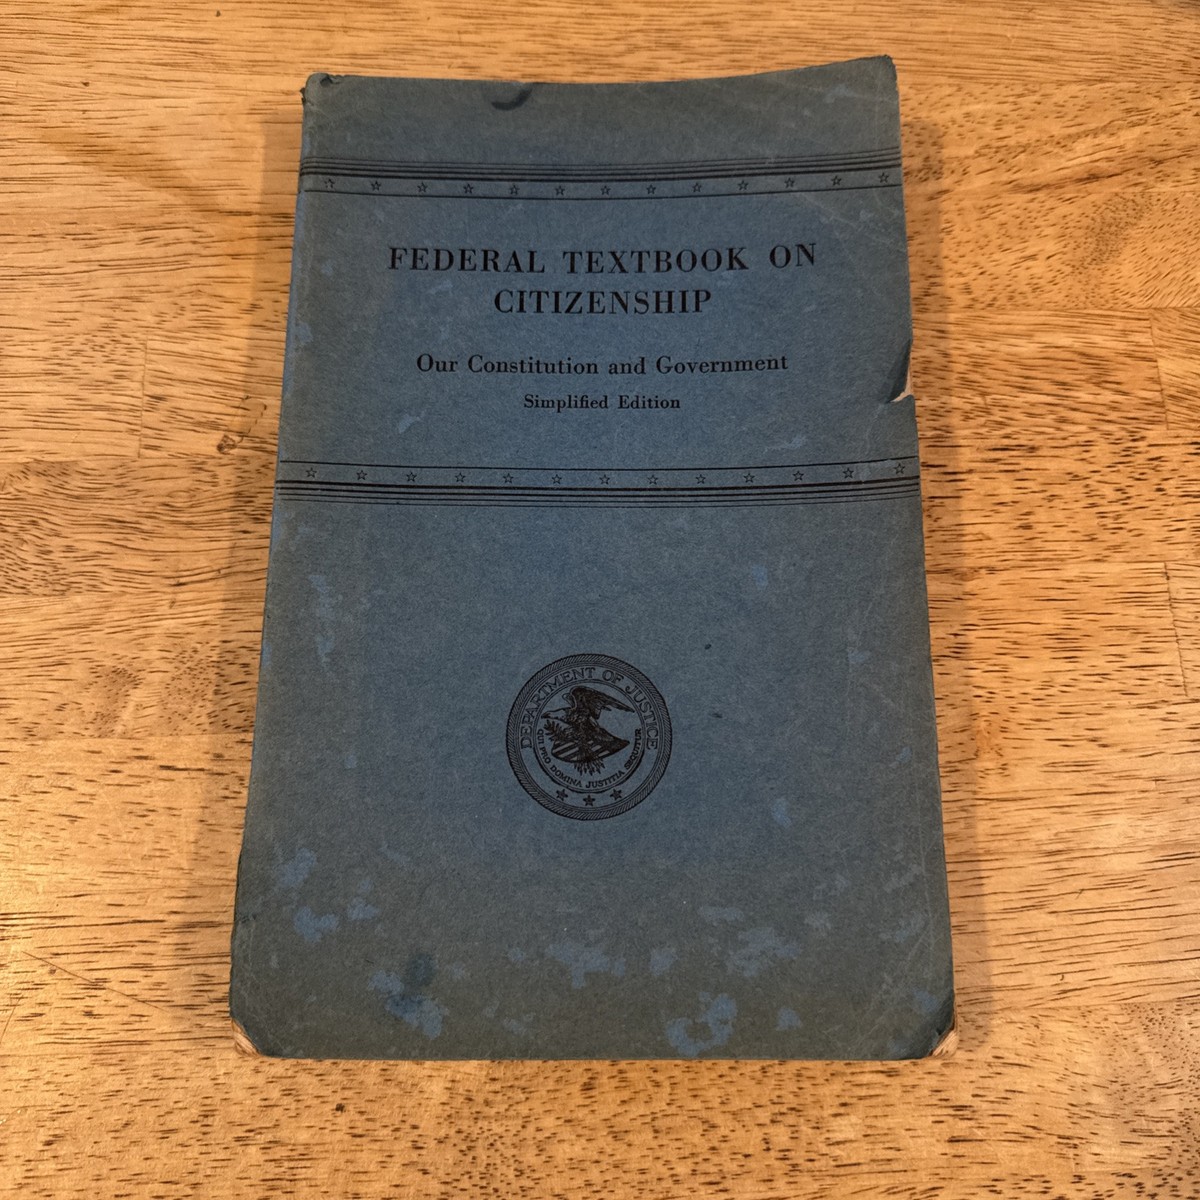 FEDERAL TEXTBOOK ON
CITIZENSHIP
Our Constitution and Government
Simplified Edition
DEPARTMENT OF JUSTICE
QUI PRO DOMINA JUSTITIA SEQUITUR